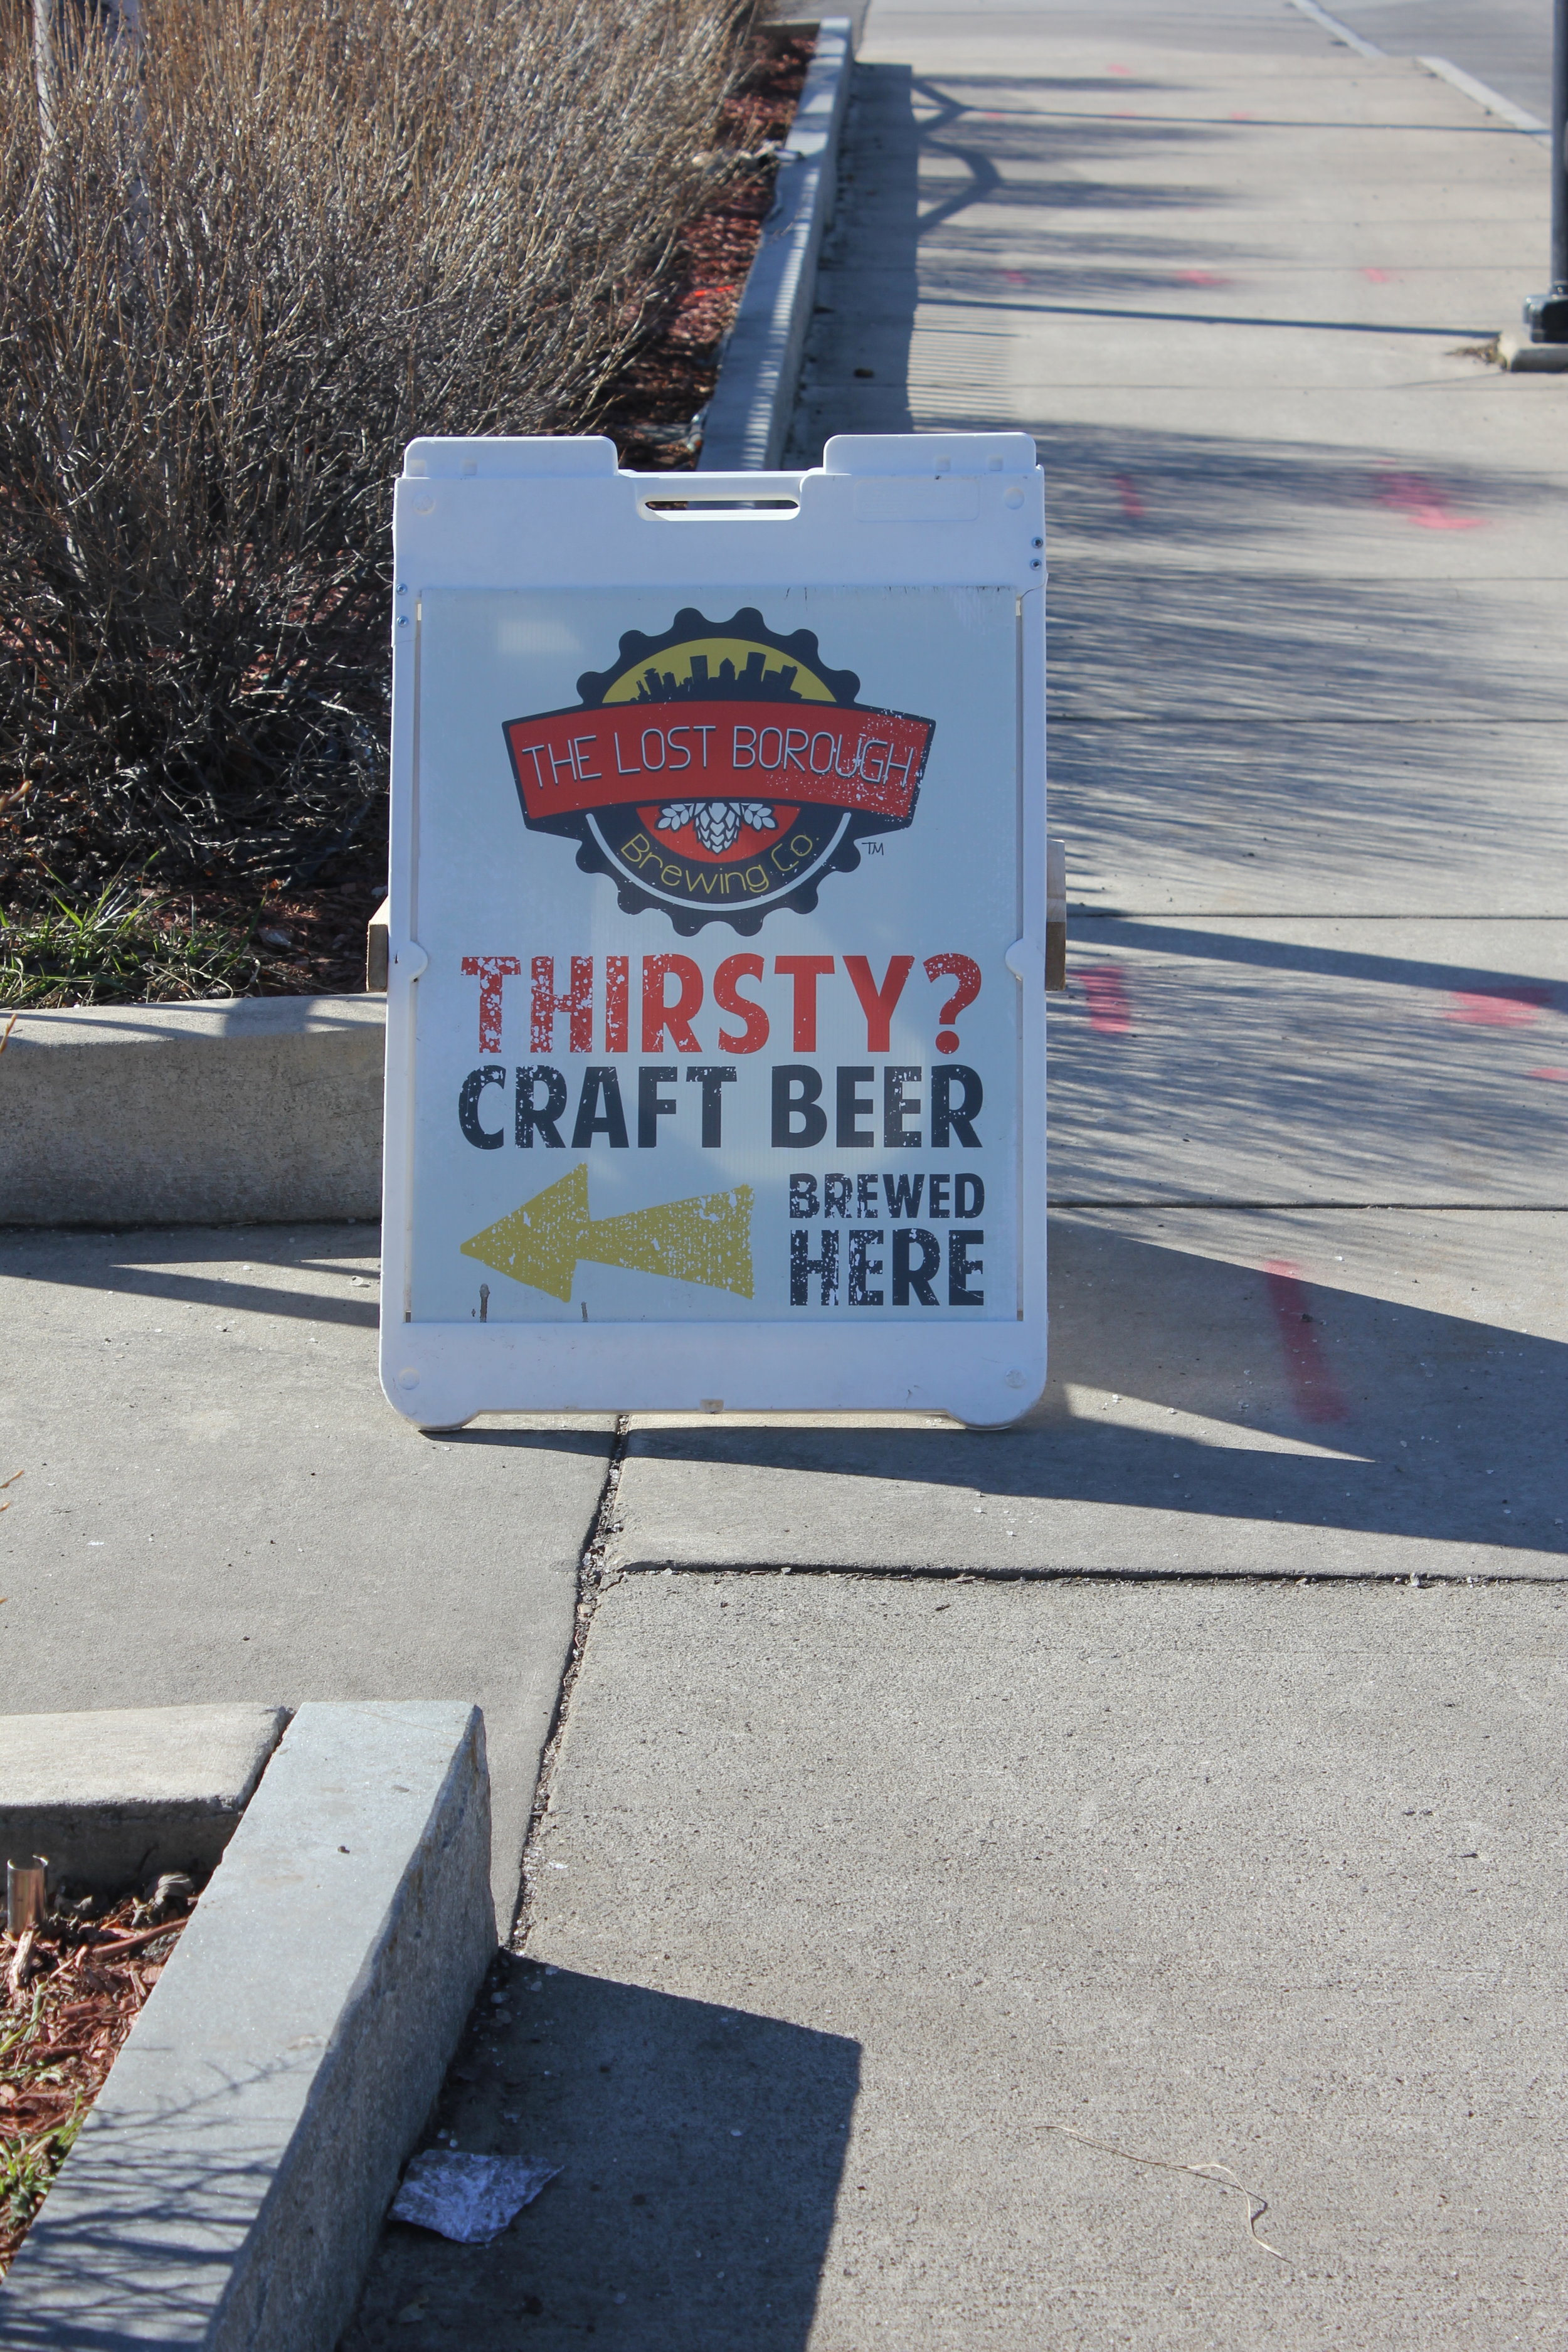 THE LOST BOROUGH
Brewing Co.
TM
THIRSTY?
CRAFT BEER
BREWED
HERE